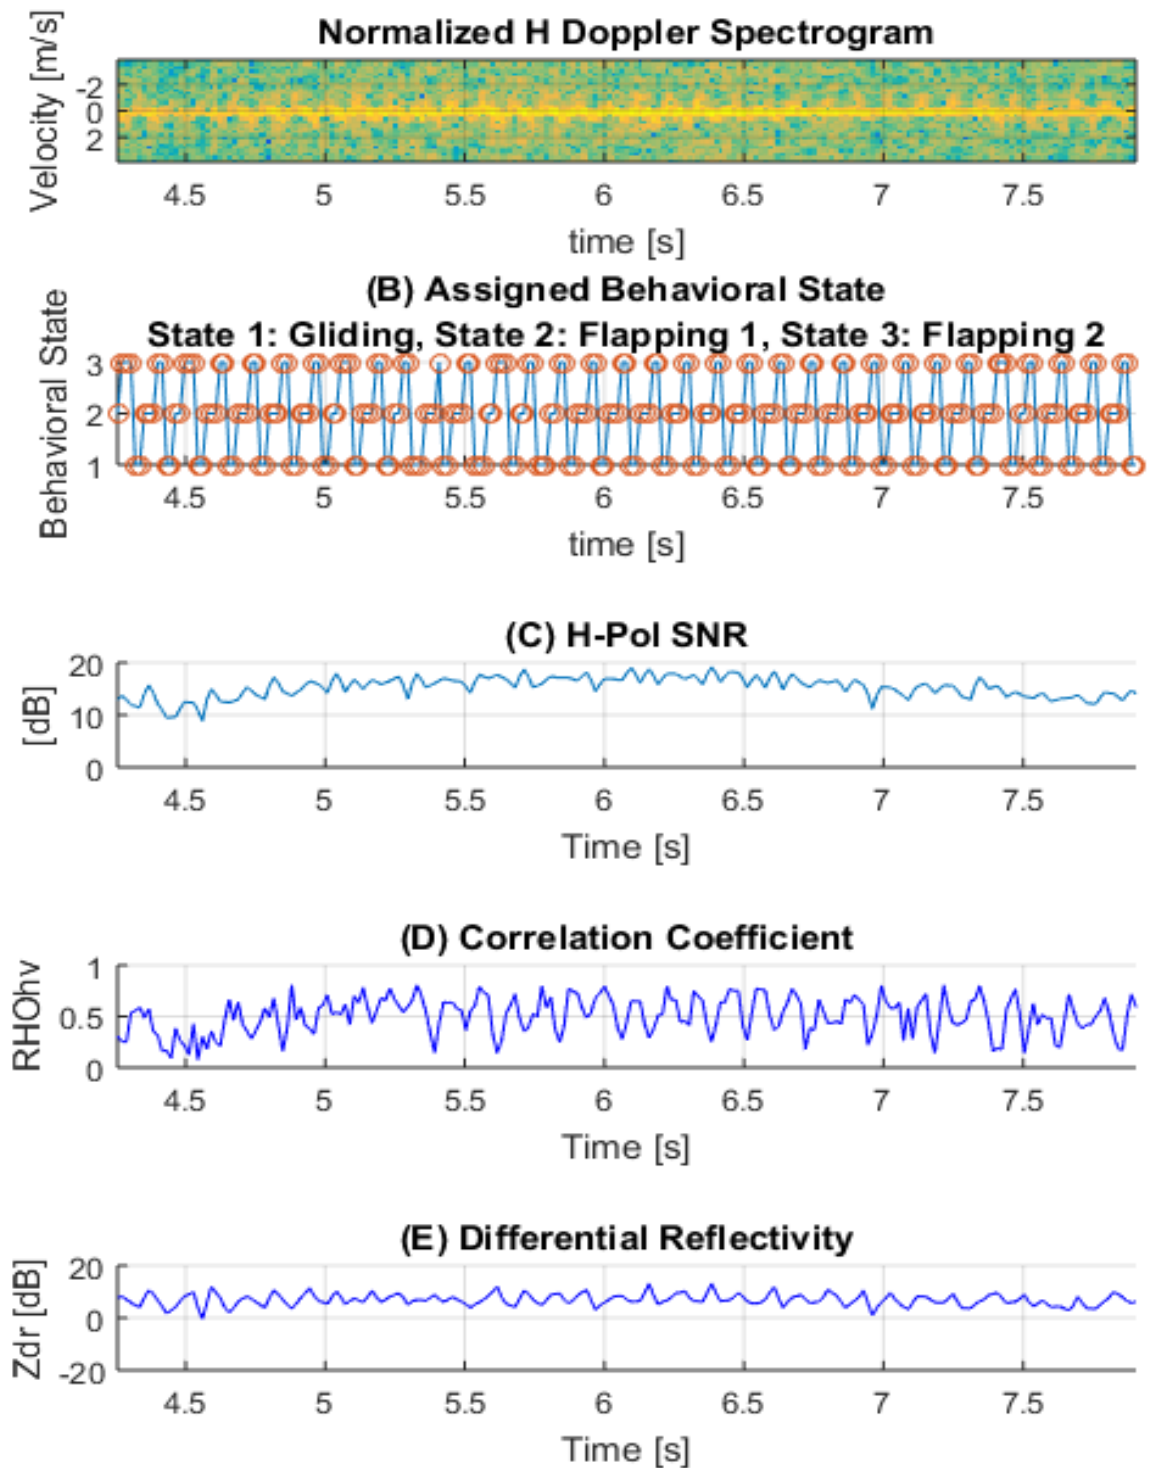 Normalized H Doppler Spectrogram
Velocity [m/s]
-2
0
2
4.5 5 5.5 6 6.5 7 7.5
time [s]
(B) Assigned Behavioral State
State 1: Gliding, State 2: Flapping 1, State 3: Flapping 2
Behavioral State
3
2
1
4.5 5 5.5 6 6.5 7 7.5
time [s]
(C) H-Pol SNR
[dB]
20
10
0
4.5 5 5.5 6 6.5 7 7.5
Time [s]
(D) Correlation Coefficient
RHOhv
1
0.5
0
4.5 5 5.5 6 6.5 7 7.5
Time [s]
(E) Differential Reflectivity
Zdr [dB]
20
0
-20
4.5 5 5.5 6 6.5 7 7.5
Time [s]